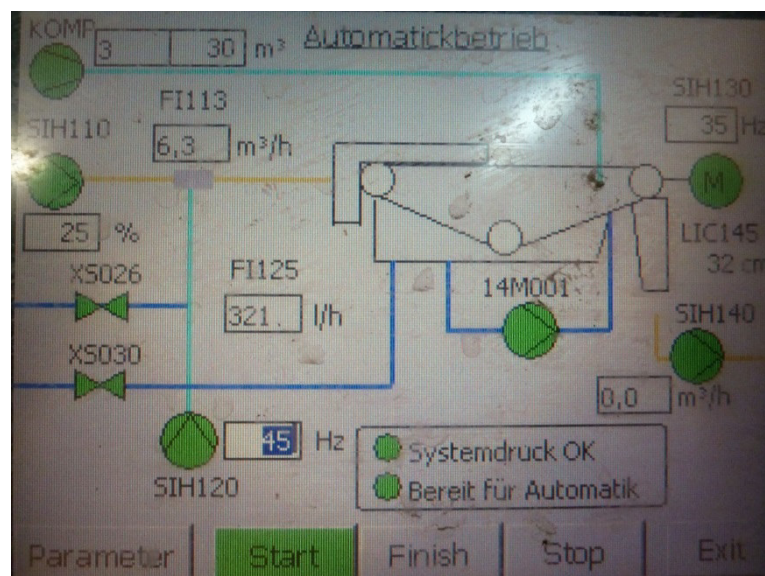 KOMP
3 30 m³ Automatickbetrieb
SIH130
FI113
35 Hz
SIH110
6,3 m³/h
M
25 %
LIC145
XS026
FI125
32 cm
14M001
321 l/h
SIH140
XS030
0,0 m³/h
45 Hz
Systemdruck OK
SIH120
Bereit für Automatik
Parameter Start Finish Stop Exit